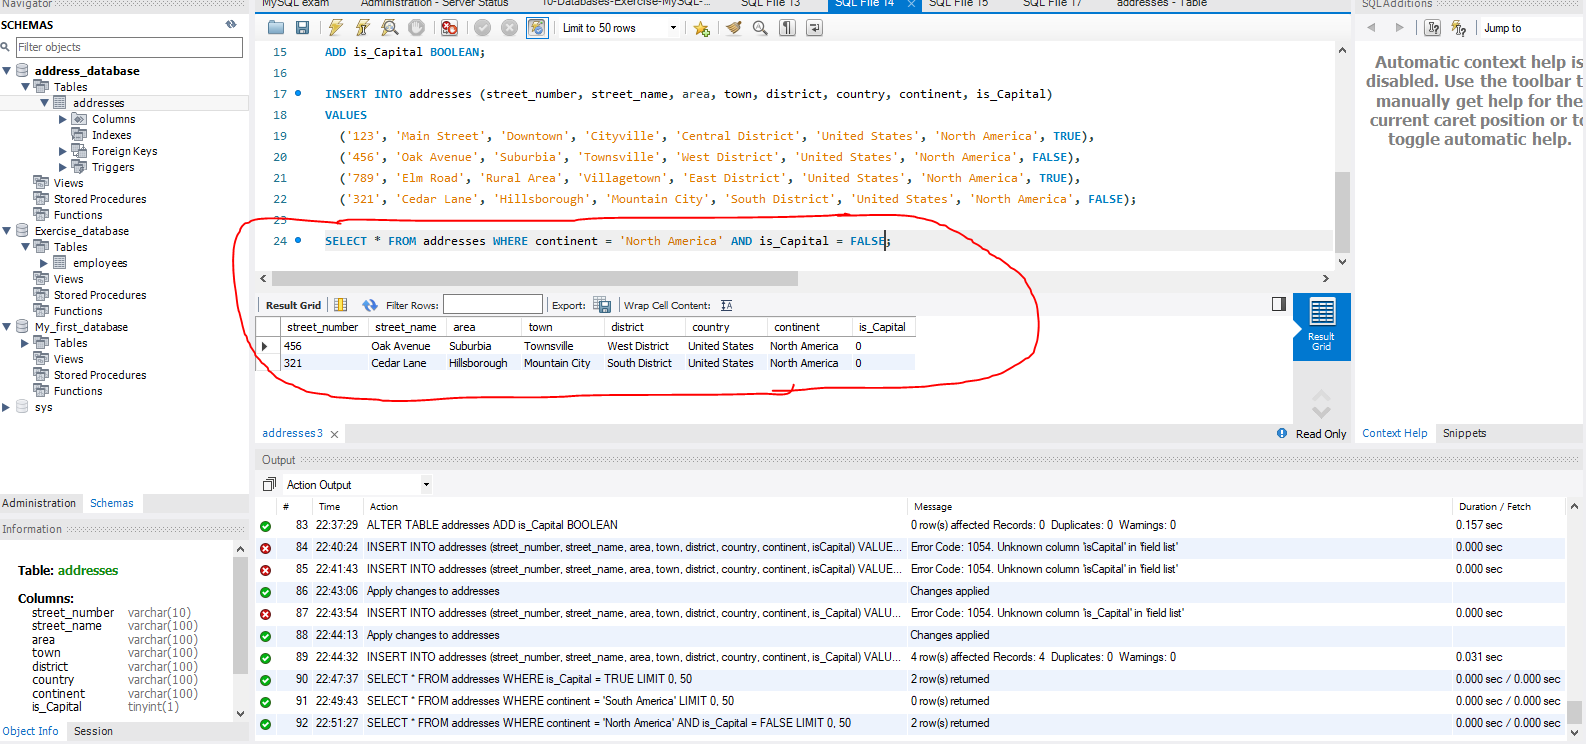 Navigator
MySQL exam
Administration - Server Status
10-Databases-Exercise-MySQL-...
SQL File 13
SQL File 14
SQL File 15
SQL File 17
addresses - Table
SQLAdditions
SCHEMAS
Filter objects
Limit to 50 rows
Jump to
address_database
Tables
addresses
Columns
Indexes
Foreign Keys
Triggers
Views
Stored Procedures
Functions
Exercise_database
Tables
employees
Views
Stored Procedures
Functions
My_first_database
Tables
Views
Stored Procedures
Functions
sys
15 ADD is_Capital BOOLEAN;
16
17 INSERT INTO addresses (street_number, street_name, area, town, district, country, continent, is_Capital)
18 VALUES
19 ('123', 'Main Street', 'Downtown', 'Cityville', 'Central District', 'United States', 'North America', TRUE),
20 ('456', 'Oak Avenue', 'Suburbia', 'Townsville', 'West District', 'United States', 'North America', FALSE),
21 ('789', 'Elm Road', 'Rural Area', 'Villagetown', 'East District', 'United States', 'North America', TRUE),
22 ('321', 'Cedar Lane', 'Hillsborough', 'Mountain City', 'South District', 'United States', 'North America', FALSE);
23
24 SELECT * FROM addresses WHERE continent = 'North America' AND is_Capital = FALSE;
Automatic context help is
disabled. Use the toolbar t
manually get help for the
current caret position or to
toggle automatic help.
Result Grid
Filter Rows:
Export:
Wrap Cell Content:
street_number street_name area town district country continent is_Capital
456 Oak Avenue Suburbia Townsville West District United States North America 0
321 Cedar Lane Hillsborough Mountain City South District United States North America 0
Result
Grid
addresses3
Read Only
Context Help
Snippets
Administration
Schemas
Information
Table: addresses
Columns:
street_number varchar(10)
street_name varchar(100)
area varchar(100)
town varchar(100)
district varchar(100)
country varchar(100)
continent varchar(100)
is_Capital tinyint(1)
Object Info
Session
Output
Action Output
# Time Action Message Duration / Fetch
83 22:37:29 ALTER TABLE addresses ADD is_Capital BOOLEAN 0 row(s) affected Records: 0 Duplicates: 0 Warnings: 0 0.157 sec
84 22:40:24 INSERT INTO addresses (street_number, street_name, area, town, district, country, continent, isCapital) VALUE... Error Code: 1054. Unknown column 'isCapital' in 'field list' 0.000 sec
85 22:41:43 INSERT INTO addresses (street_number, street_name, area, town, district, country, continent, isCapital) VALUE... Error Code: 1054. Unknown column 'isCapital' in 'field list' 0.000 sec
86 22:43:06 Apply changes to addresses Changes applied
87 22:43:54 INSERT INTO addresses (street_number, street_name, area, town, district, country, continent, is_Capital) VALU... Error Code: 1054. Unknown column 'is_Capital' in 'field list' 0.000 sec
88 22:44:13 Apply changes to addresses Changes applied
89 22:44:32 INSERT INTO addresses (street_number, street_name, area, town, district, country, continent, is_Capital) VALU... 4 row(s) affected Records: 4 Duplicates: 0 Warnings: 0 0.031 sec
90 22:47:37 SELECT * FROM addresses WHERE is_Capital = TRUE LIMIT 0, 50 2 row(s) returned 0.000 sec / 0.000 sec
91 22:49:43 SELECT * FROM addresses WHERE continent = 'South America' LIMIT 0, 50 0 row(s) returned 0.000 sec / 0.000 sec
92 22:51:27 SELECT * FROM addresses WHERE continent = 'North America' AND is_Capital = FALSE LIMIT 0, 50 2 row(s) returned 0.000 sec / 0.000 sec